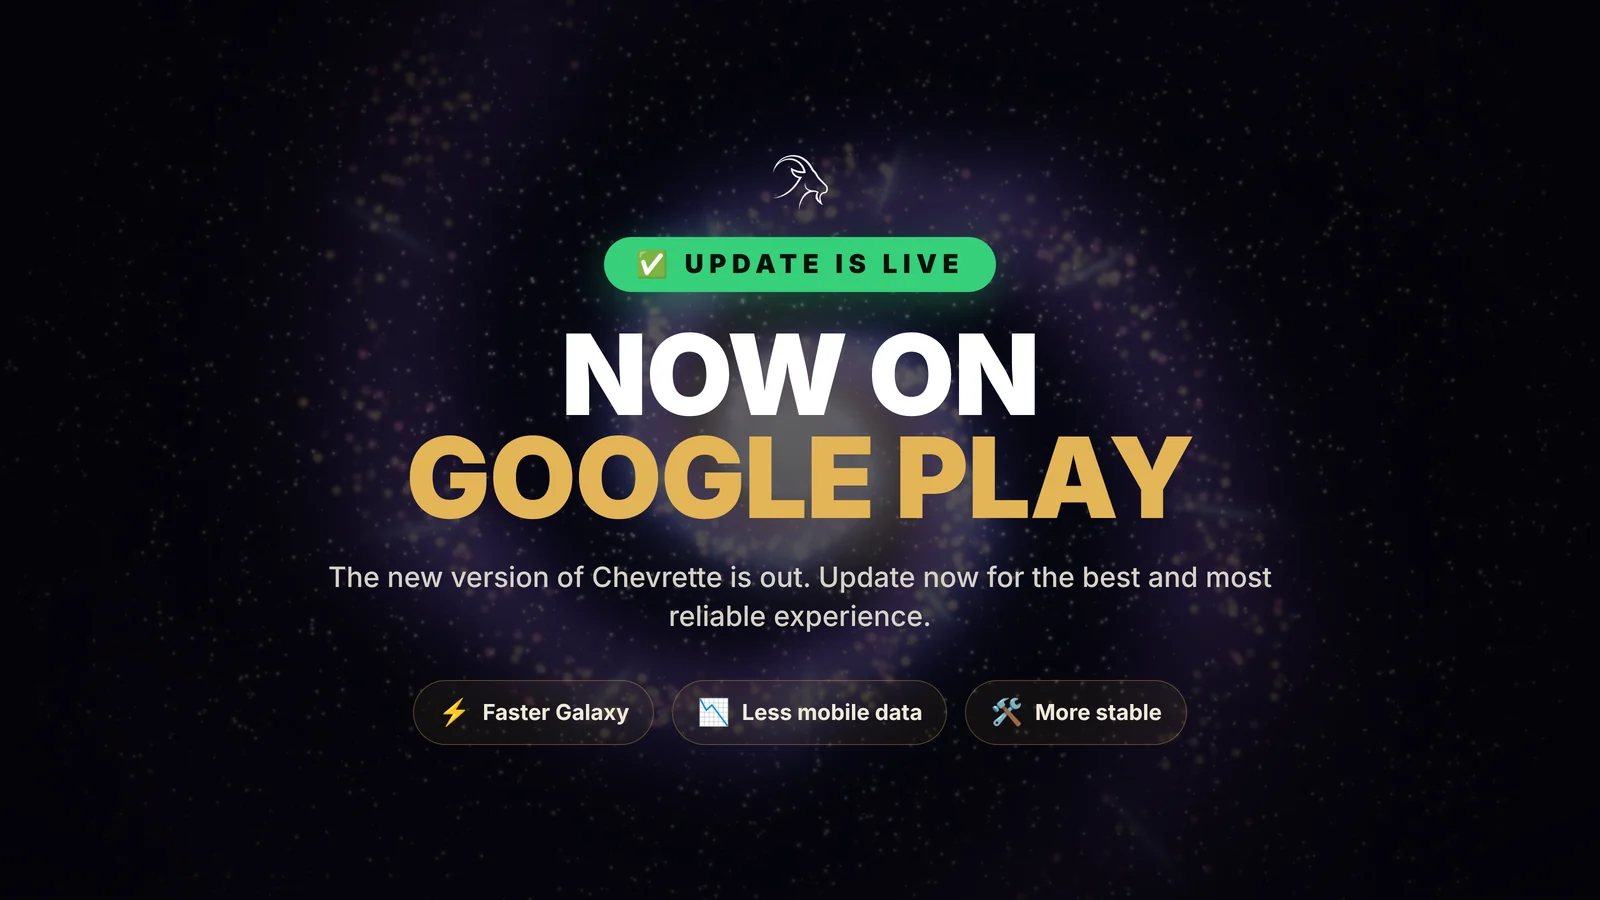 ✅ UPDATE IS LIVE
NOW ON
GOOGLE PLAY
The new version of Chevrette is out. Update now for the best and most
reliable experience.
⚡ Faster Galaxy
📉 Less mobile data
🛠️ More stable